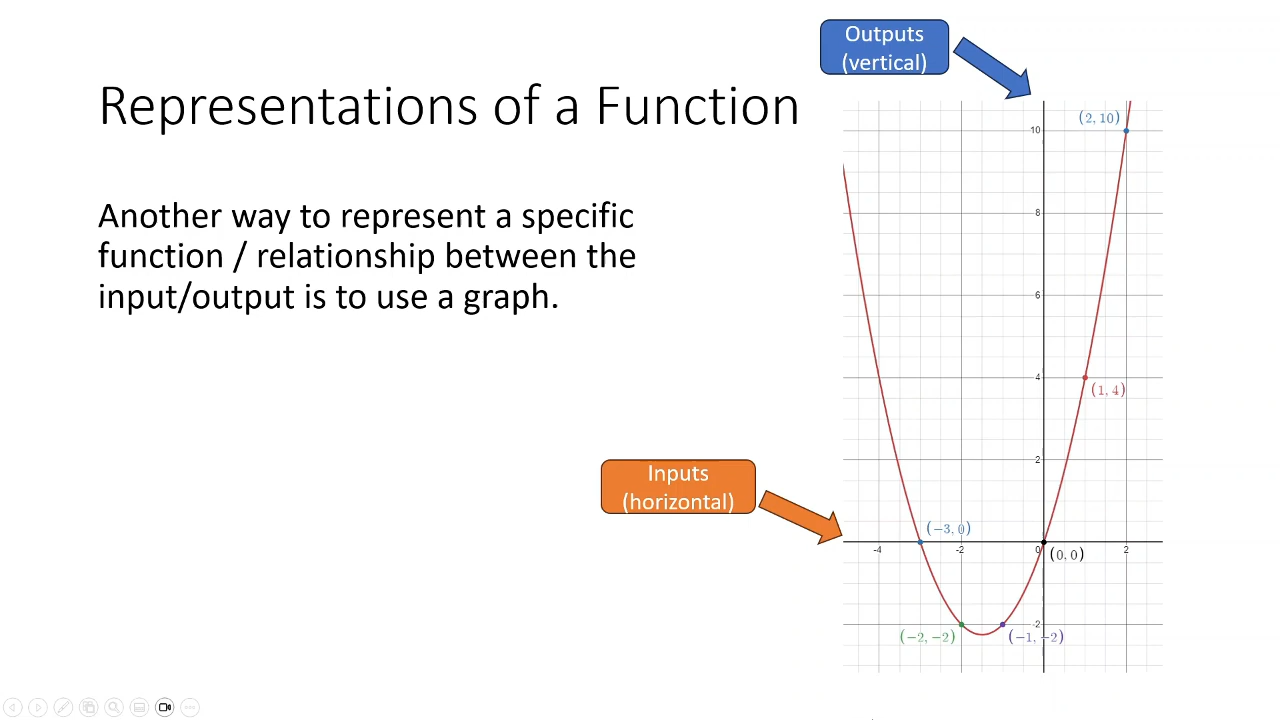 Outputs
(vertical)
Representations of a Function
Another way to represent a specific
function / relationship between the
input/output is to use a graph.
Inputs
(horizontal)
(2, 10)
10
8
6
4
(1, 4)
2
(−3, 0)
-4
-2
0
2
(0, 0)
-2
(−2, −2)
(−1, −2)